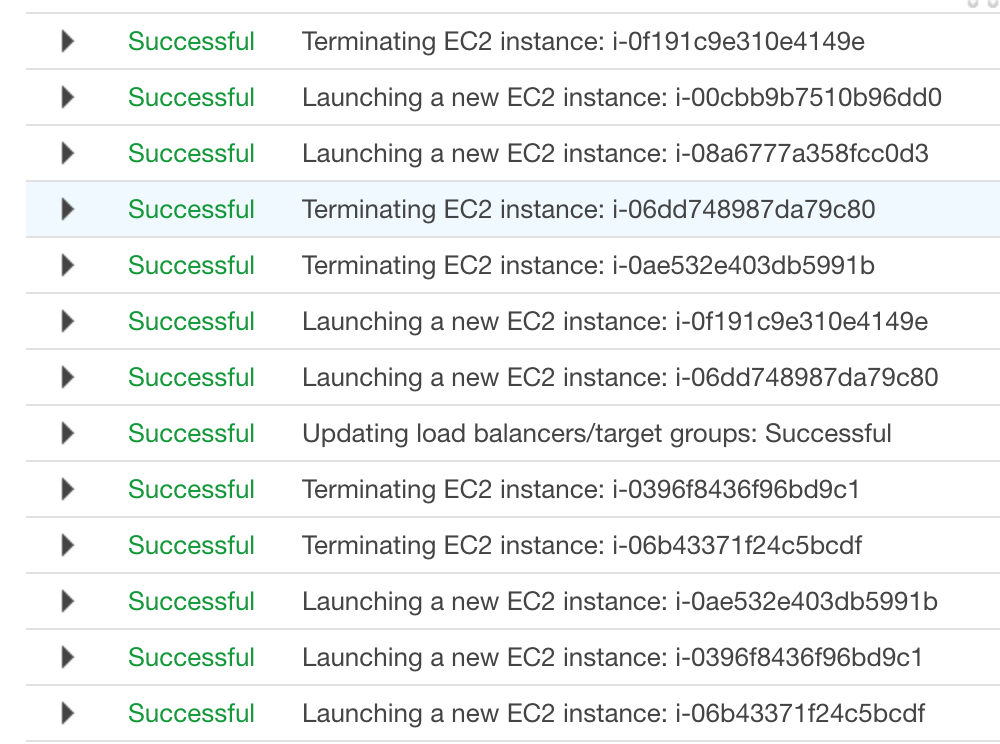 Successful Terminating EC2 instance: i-0f191c9e310e4149e
Successful Launching a new EC2 instance: i-00cbb9b7510b96dd0
Successful Launching a new EC2 instance: i-08a6777a358fcc0d3
Successful Terminating EC2 instance: i-06dd748987da79c80
Successful Terminating EC2 instance: i-0ae532e403db5991b
Successful Launching a new EC2 instance: i-0f191c9e310e4149e
Successful Launching a new EC2 instance: i-06dd748987da79c80
Successful Updating load balancers/target groups: Successful
Successful Terminating EC2 instance: i-0396f8436f96bd9c1
Successful Terminating EC2 instance: i-06b43371f24c5bcdf
Successful Launching a new EC2 instance: i-0ae532e403db5991b
Successful Launching a new EC2 instance: i-0396f8436f96bd9c1
Successful Launching a new EC2 instance: i-06b43371f24c5bcdf